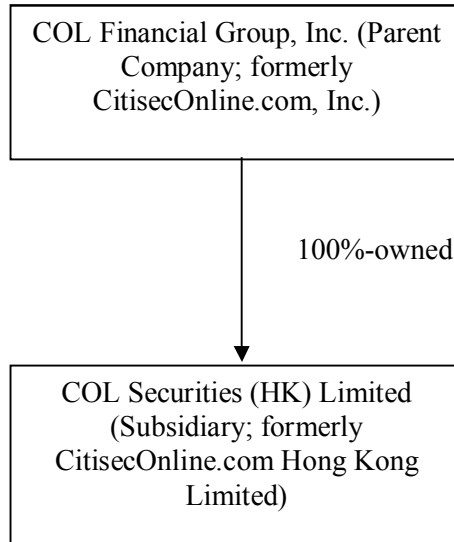 COL Financial Group, Inc. (Parent
Company; formerly
CitisecOnline.com, Inc.)
100%-owned
COL Securities (HK) Limited
(Subsidiary; formerly
CitisecOnline.com Hong Kong
Limited)